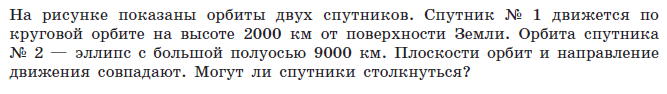 На рисунке показаны орбиты двух спутников. Спутник № 1 движется по
круговой орбите на высоте 2000 км от поверхности Земли. Орбита спутника
№ 2 — эллипс с большой полуосью 9000 км. Плоскости орбит и направление
движения совпадают. Могут ли спутники столкнуться?